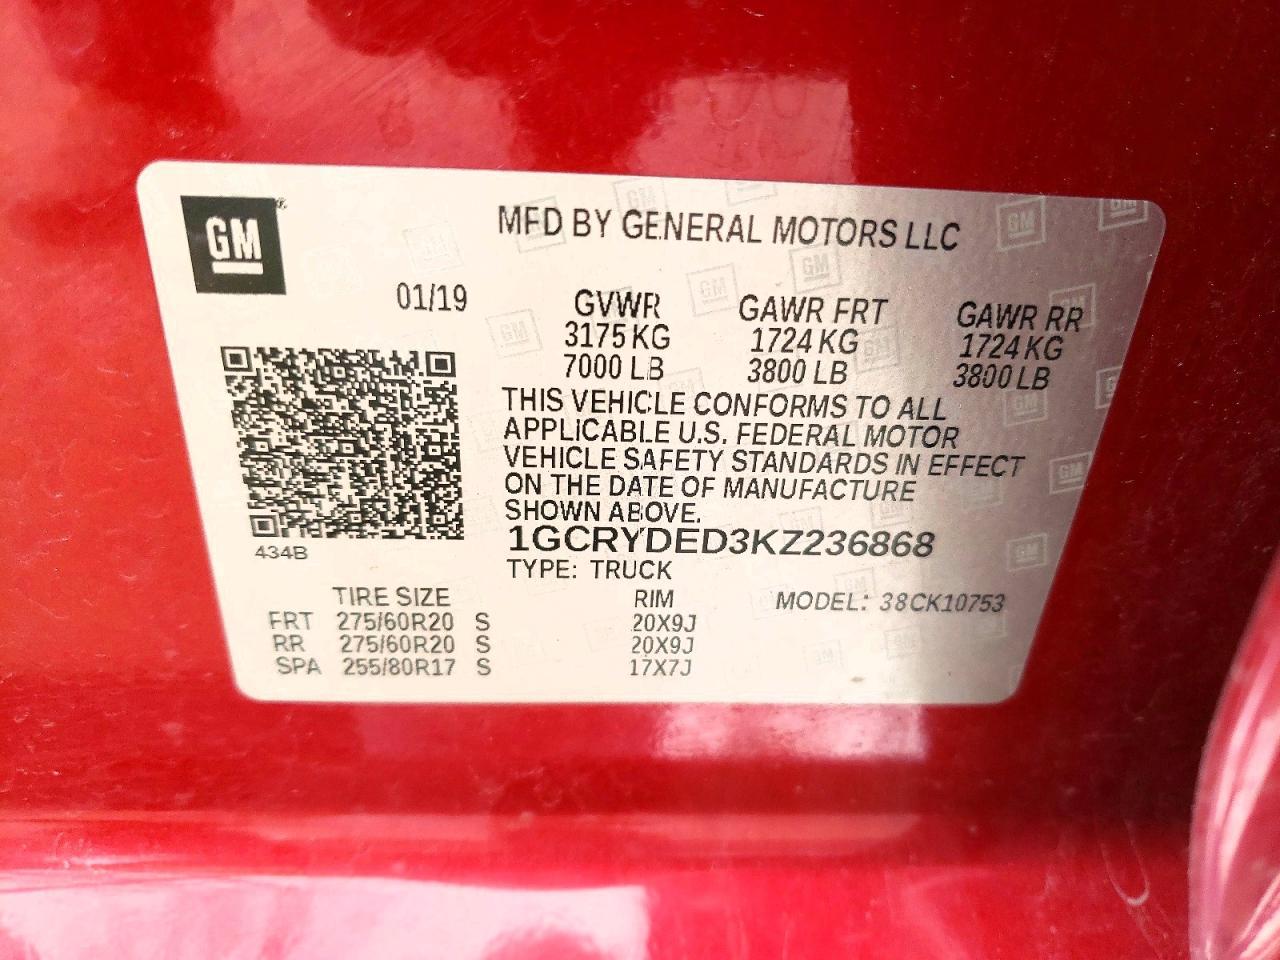 GM
MFD BY GENERAL MOTORS LLC
01/19
GVWR GAWR FRT GAWR RR
3175 KG 1724 KG 1724 KG
7000 LB 3800 LB 3800 LB
THIS VEHICLE CONFORMS TO ALL
APPLICABLE U.S. FEDERAL MOTOR
VEHICLE SAFETY STANDARDS IN EFFECT
ON THE DATE OF MANUFACTURE
SHOWN ABOVE.
1GCRYDED3KZ236868
434B
TYPE: TRUCK
TIRE SIZE RIM MODEL: 38CK10753
FRT 275/60R20 S 20X9J
RR 275/60R20 S 20X9J
SPA 255/80R17 S 17X7J